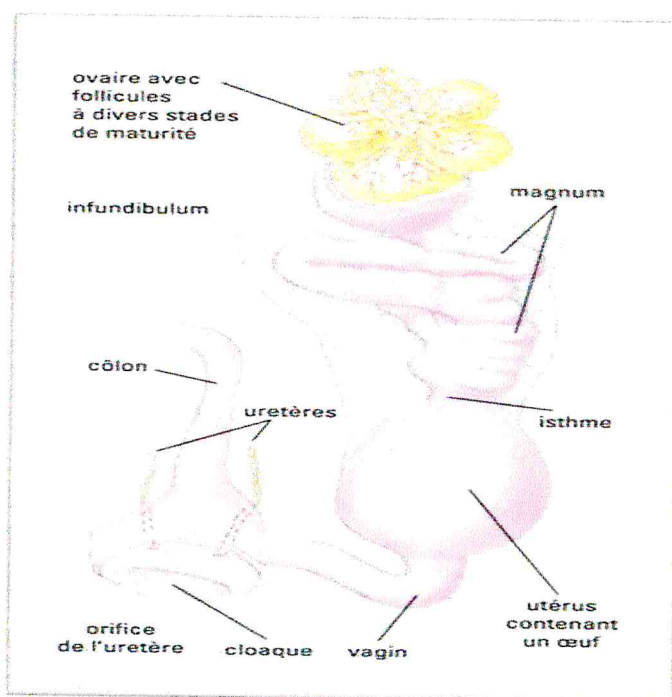 ovaire avec
follicules
à divers stades
de maturité
magnum
infundibulum
côlon
uretères
isthme
utérus
contenant
un œuf
orifice
de l'uretère
cloaque
vagin